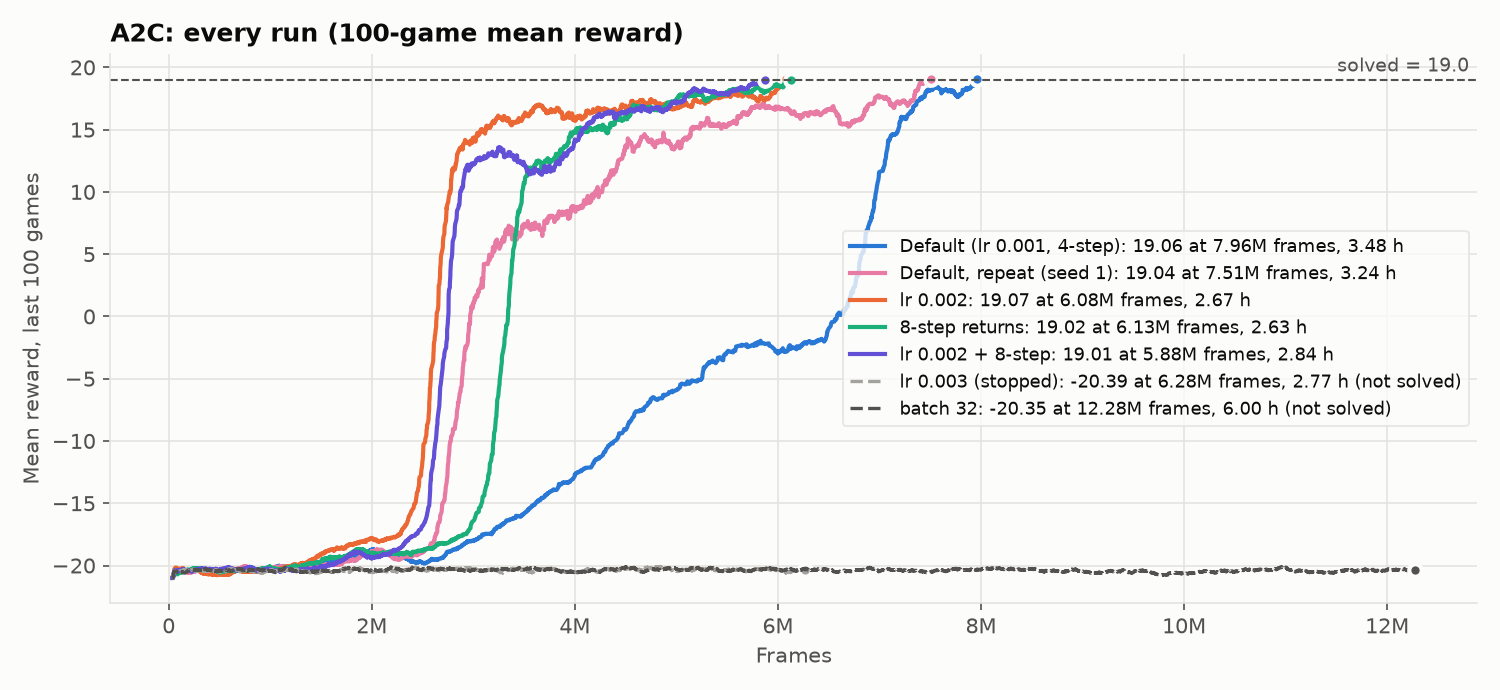 A2C: every run (100-game mean reward)
solved = 19.0
Mean reward, last 100 games
20
15
10
5
0
−5
−10
−15
−20
Default (lr 0.001, 4-step): 19.06 at 7.96M frames, 3.48 h
Default, repeat (seed 1): 19.04 at 7.51M frames, 3.24 h
lr 0.002: 19.07 at 6.08M frames, 2.67 h
8-step returns: 19.02 at 6.13M frames, 2.63 h
lr 0.002 + 8-step: 19.01 at 5.88M frames, 2.84 h
lr 0.003 (stopped): -20.39 at 6.28M frames, 2.77 h (not solved)
batch 32: -20.35 at 12.28M frames, 6.00 h (not solved)
0 2M 4M 6M 8M 10M 12M
Frames